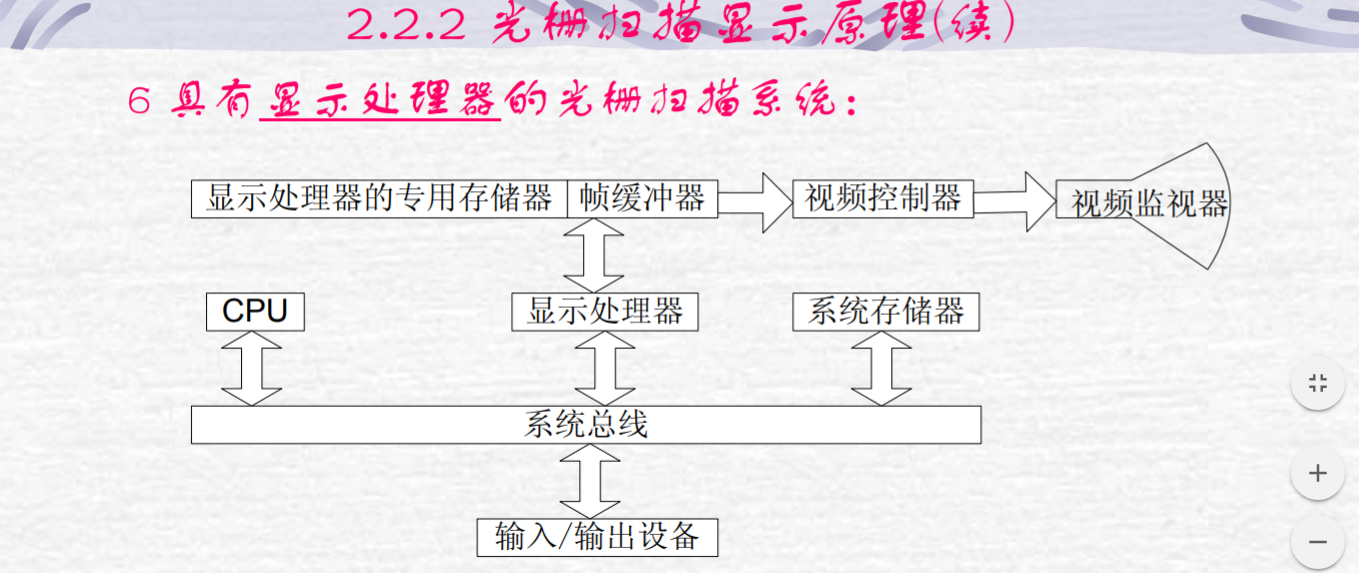 2.2.2 光栅扫描显示原理(续)
6 具有显示处理器的光栅扫描系统：
显示处理器的专用存储器 帧缓冲器 视频控制器 视频监视器
CPU 显示处理器 系统存储器
系统总线
输入/输出设备